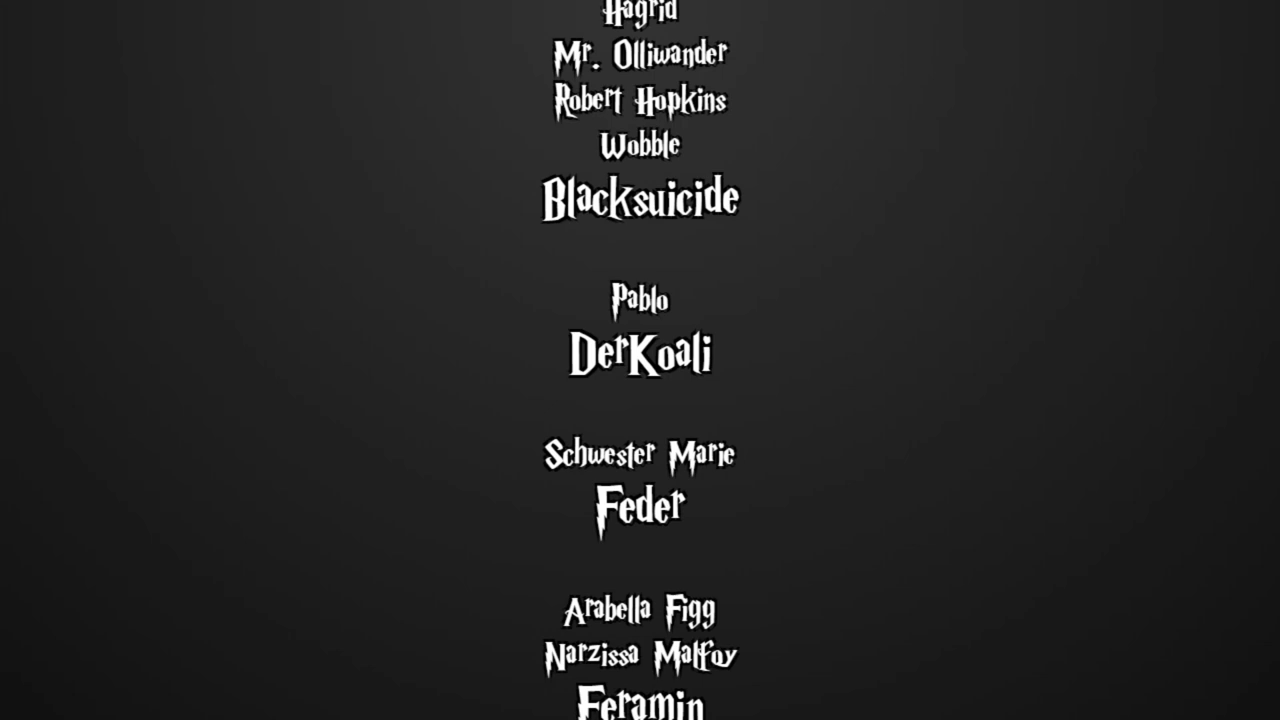 Hagrid
Mr. Olliwander
Robert Hopkins
Wobble
Blacksuicide
Pablo
DerKoali
Schwester Marie
Feder
Arabella Figg
Narzissa Malfoy
Feramin